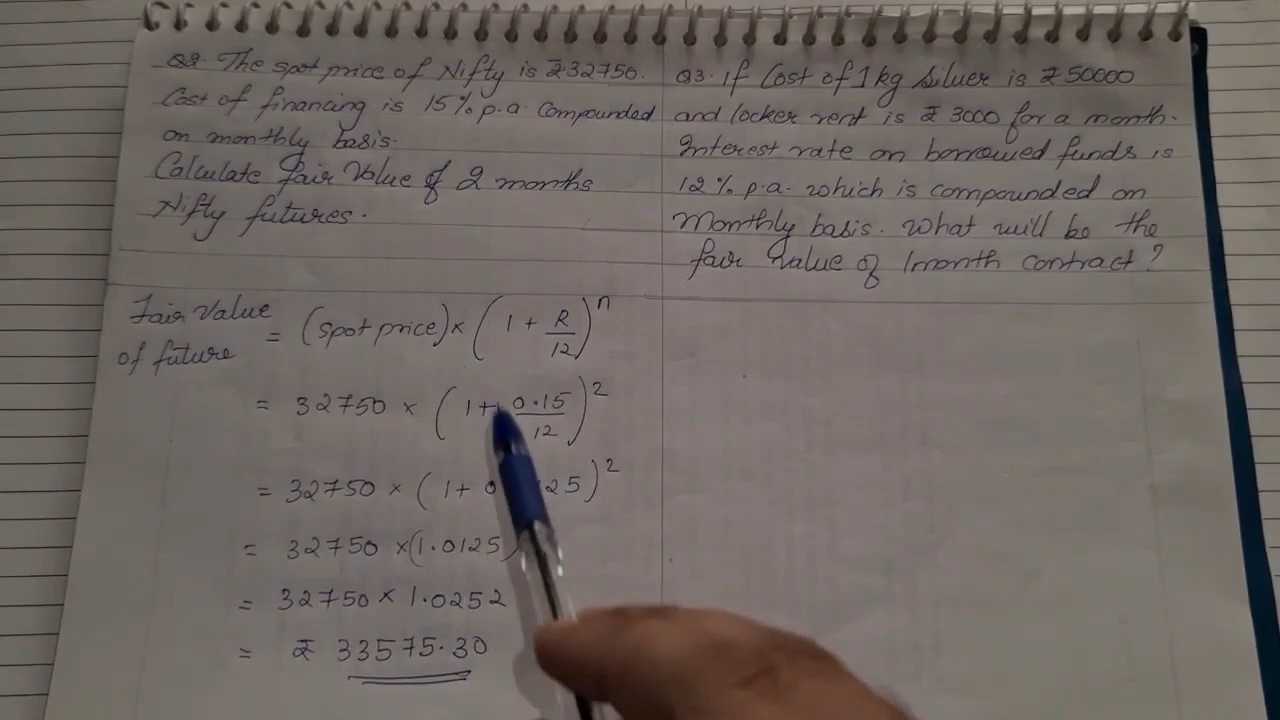 Q2. The spot price of Nifty is ₹32750.
Cost of financing is 15% p.a. compounded
on monthly basis.
Calculate fair Value of 2 months
Nifty futures.
Q3. If Cost of 1kg Silver is ₹50000
and locker rent is ₹3000 for a month.
Interest rate on borrowed funds is
12% p.a. which is compounded on
Monthly basis. What will be the
fair Value of 1month contract?
Fair Value
of future
= (spot price) × (1 + R/12)^n
= 32750 × (1+ 0.15/12)^2
= 32750 × (1+ 0 25)^2
= 32750 ×(1.0125
= 32750 × 1.0252
= ₹ 33575.30